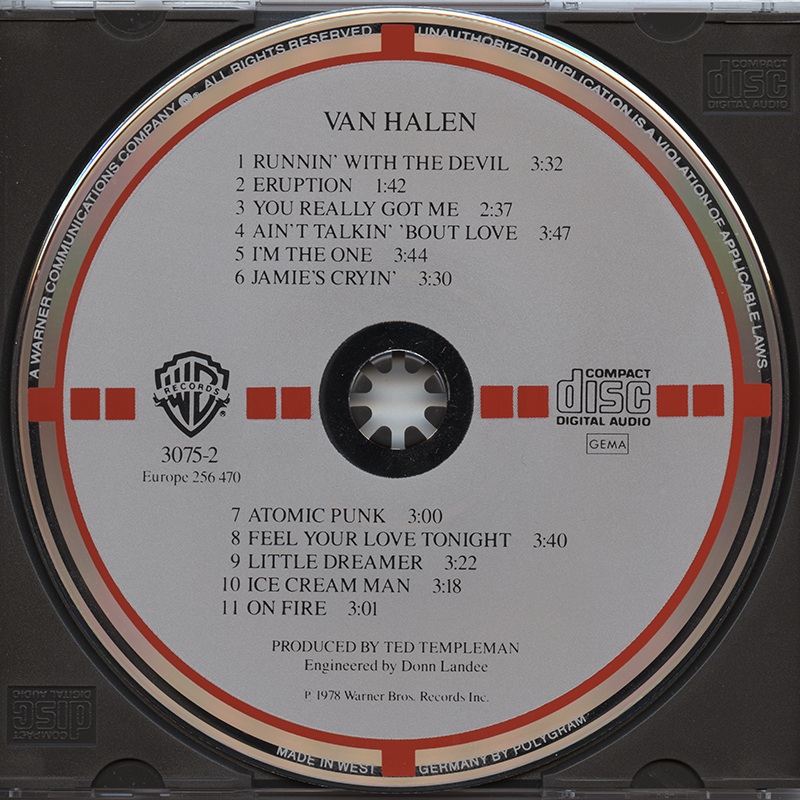 A WARNER COMMUNICATIONS COMPANY ® ALL RIGHTS RESERVED
UNAUTHORIZED DUPLICATION IS A VIOLATION OF APPLICABLE LAWS
COMPACT
disc
DIGITAL AUDIO
VAN HALEN
1 RUNNIN' WITH THE DEVIL 3:32
2 ERUPTION 1:42
3 YOU REALLY GOT ME 2:37
4 AIN'T TALKIN' 'BOUT LOVE 3:47
5 I'M THE ONE 3:44
6 JAMIE'S CRYIN' 3:30
WB
RECORDS
®
3075-2
Europe 256 470
COMPACT
disc
DIGITAL AUDIO
GEMA
7 ATOMIC PUNK 3:00
8 FEEL YOUR LOVE TONIGHT 3:40
9 LITTLE DREAMER 3:22
10 ICE CREAM MAN 3:18
11 ON FIRE 3:01
PRODUCED BY TED TEMPLEMAN
Engineered by Donn Landee
P 1978 Warner Bros. Records Inc.
COMPACT
disc
DIGITAL AUDIO
MADE IN WEST GERMANY BY POLYGRAM